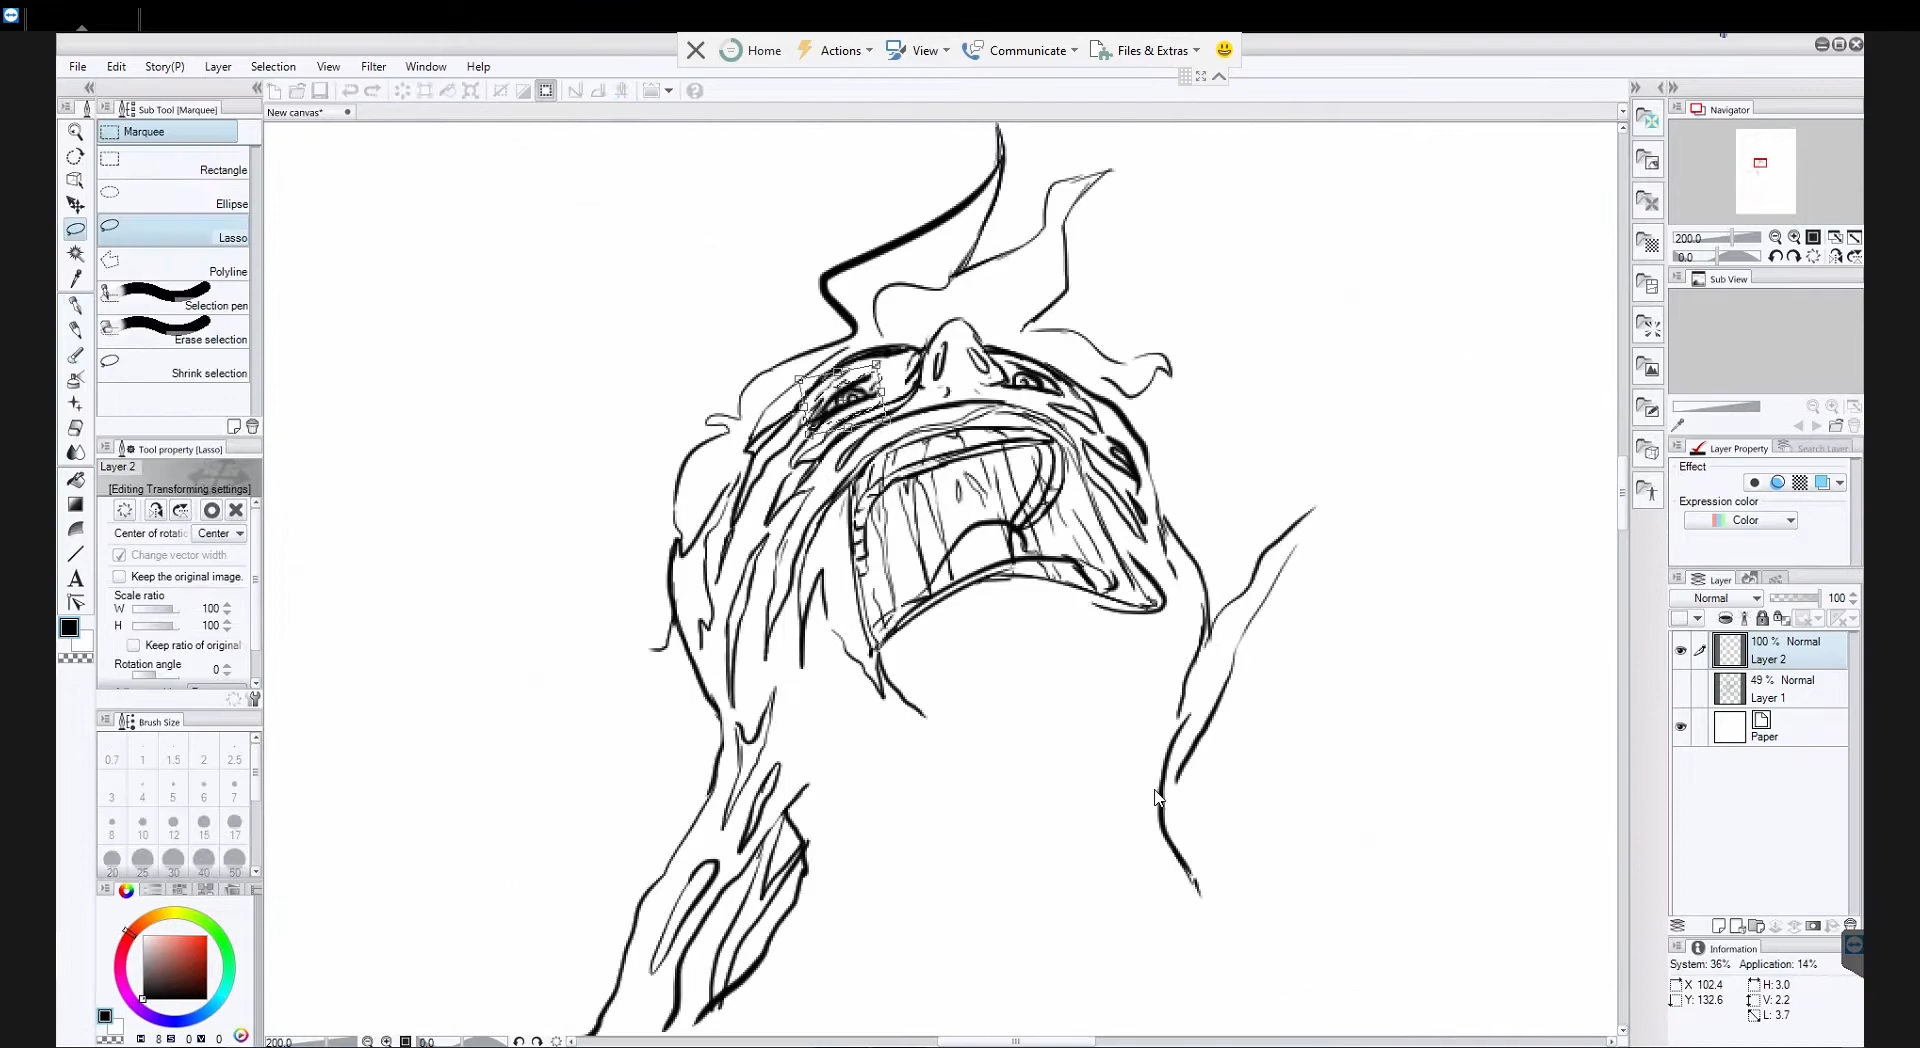 Home Actions View Communicate Files & Extras
File Edit Story(P) Layer Selection View Filter Window Help
Sub Tool [Marquee]
New canvas*
Marquee
Rectangle
Ellipse
Lasso
Polyline
Selection pen
Erase selection
Shrink selection
Tool property [Lasso]
Layer 2
[Editing Transforming settings]
Center of rotatic Center
Change vector width
Keep the original image.
Scale ratio
W 100
H 100
Keep ratio of original
Rotation angle
0
Brush Size
0.7 1 1.5 2 2.5
3 4 5 6 7
8 10 12 15 17
20 25 30 40 50
H 8 S 0 V 0
200.0 0.0
Navigator
200.0
0.0
Sub View
Layer Property Search Layer
Effect
Expression color
Color
Layer
Normal 100
100 % Normal
Layer 2
49 % Normal
Layer 1
Paper
Information
System: 36% Application: 14%
X 102.4 H: 3.0
Y: 132.6 V: 2.2
L: 3.7